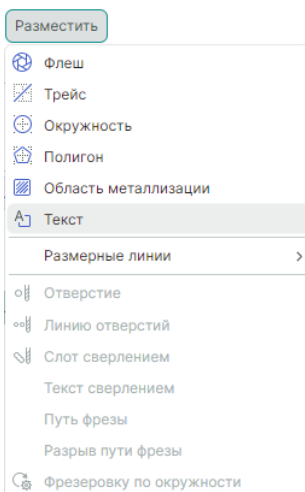 Разместить
Флеш
Трейс
Окружность
Полигон
Область металлизации
Текст
Размерные линии
Отверстие
Линию отверстий
Слот сверлением
Текст сверлением
Путь фрезы
Разрыв пути фрезы
Фрезеровку по окружности